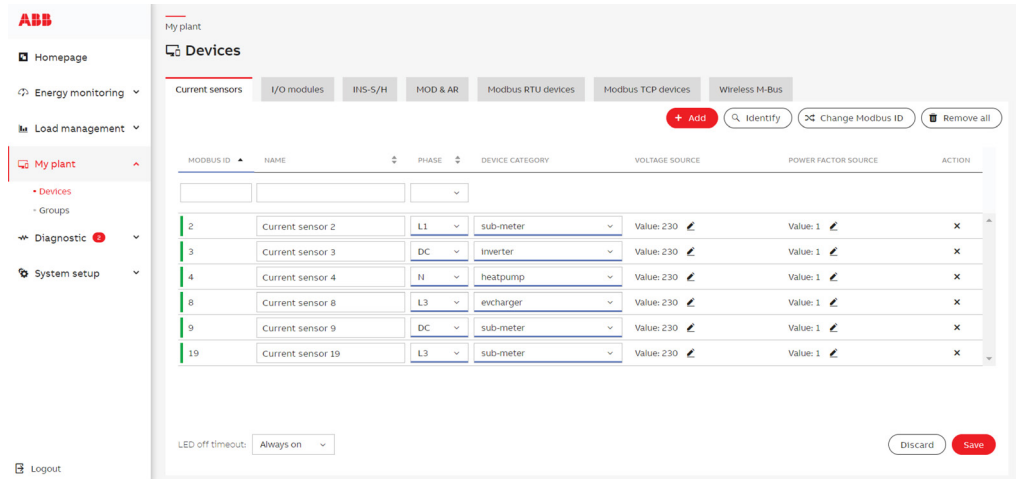 ABB
Homepage
Energy monitoring
Load management
My plant
• Devices
- Groups
Diagnostic 2
System setup
Logout
My plant
Devices
Current sensors I/O modules INS-S/H MOD & AR Modbus RTU devices Modbus TCP devices Wireless M-Bus
+ Add Identify Change Modbus ID Remove all
MODBUS ID NAME PHASE DEVICE CATEGORY VOLTAGE SOURCE POWER FACTOR SOURCE ACTION
2 Current sensor 2 L1 sub-meter Value: 230 Value: 1 ×
3 Current sensor 3 DC inverter Value: 230 Value: 1 ×
4 Current sensor 4 N heatpump Value: 230 Value: 1 ×
8 Current sensor 8 L3 evcharger Value: 230 Value: 1 ×
9 Current sensor 9 DC sub-meter Value: 230 Value: 1 ×
19 Current sensor 19 L3 sub-meter Value: 230 Value: 1 ×
LED off timeout: Always on Discard Save